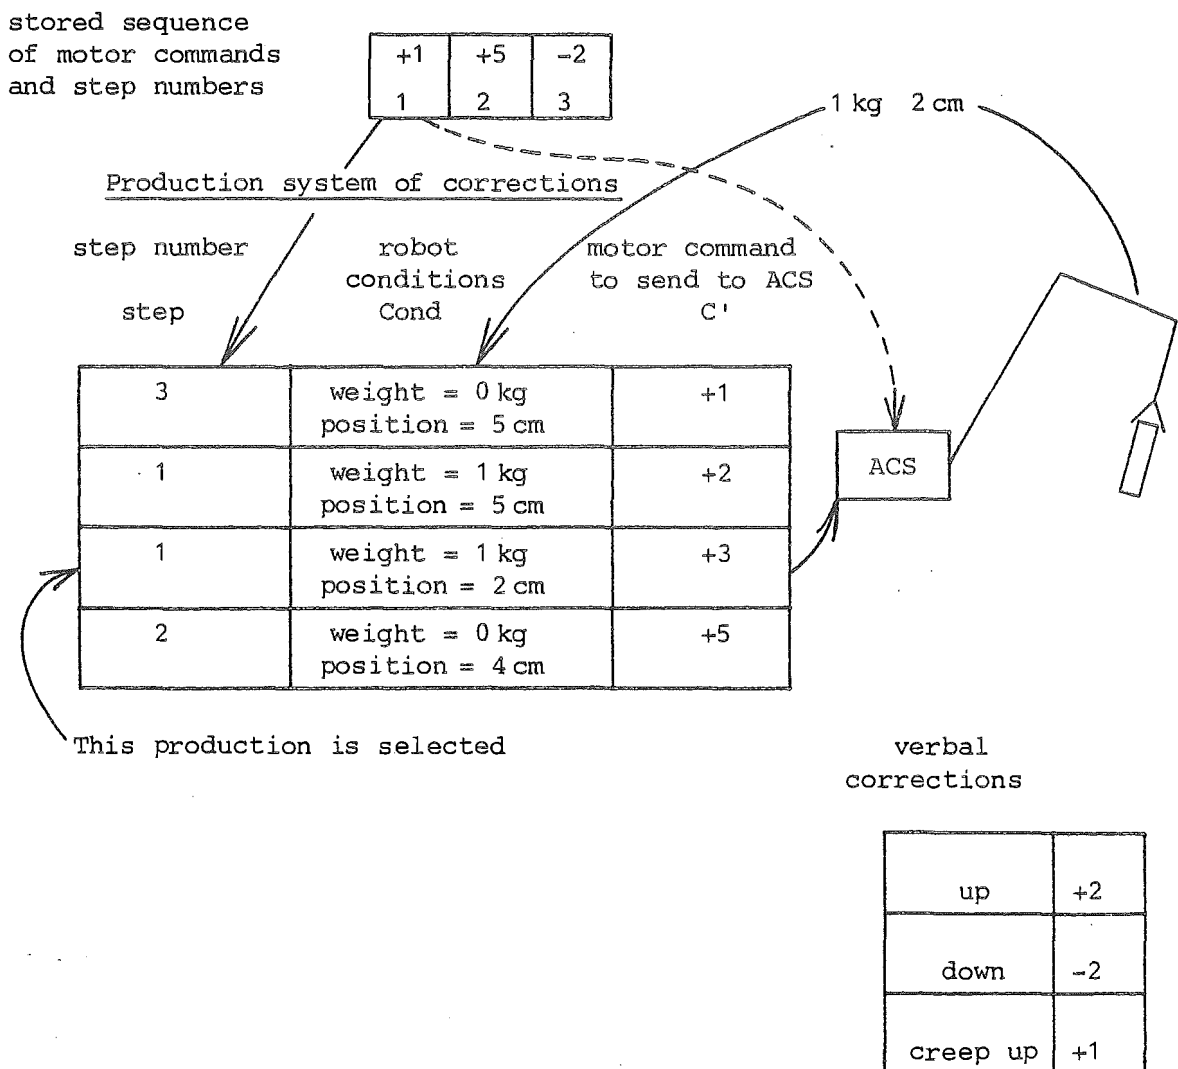 stored sequence
of motor commands
and step numbers
+1 +5 -2
1 2 3
1 kg 2 cm
Production system of corrections
step number
step
robot
conditions
Cond
motor command
to send to ACS
C'
3 weight = 0 kg +1
position = 5 cm
1 weight = 1 kg +2
position = 5 cm
1 weight = 1 kg +3
position = 2 cm
2 weight = 0 kg +5
position = 4 cm
ACS
This production is selected
verbal
corrections
up +2
down -2
creep up +1